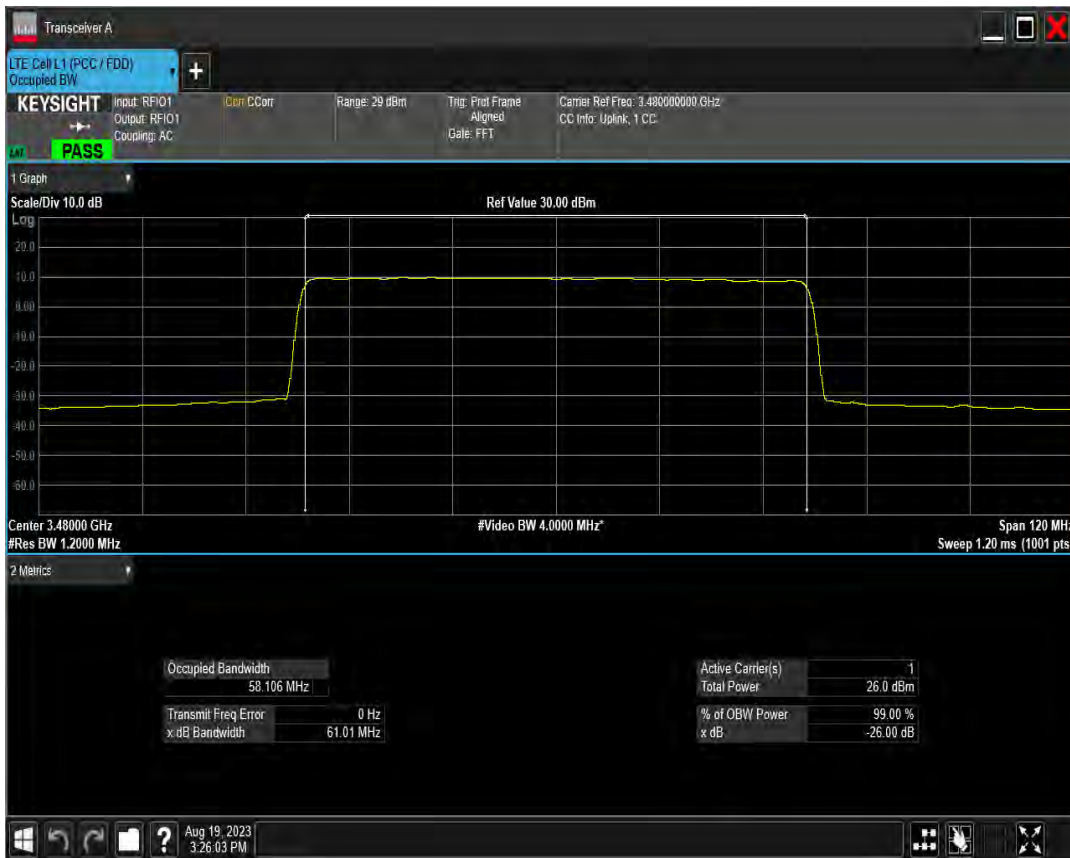 Transceiver A
LTE Cell L1 (PCC / FDD)
Occupied BW
+
KEYSIGHT
Input: RFIO1
Output: RFIO1
Coupling: AC
Corr CCorr
Range: 29 dBm
Trig: Prot Frame
Aligned
Gate: FFT
Carrier Ref Freq: 3.480000000 GHz
CC Info: Uplink, 1 CC
PASS
1 Graph
Scale/Div 10.0 dB
Ref Value 30.00 dBm
Log
20.0
10.0
0.00
-10.0
-20.0
-30.0
-40.0
-50.0
-60.0
Center 3.48000 GHz
#Video BW 4.0000 MHz*
Span 120 MHz
#Res BW 1.2000 MHz
Sweep 1.20 ms (1001 pts
2 Metrics
Occupied Bandwidth
58.106 MHz
Transmit Freq Error 0 Hz
x dB Bandwidth 61.01 MHz
Active Carrier(s) 1
Total Power 26.0 dBm
% of OBW Power 99.00 %
x dB -26.00 dB
?
Aug 19, 2023
3:26:03 PM